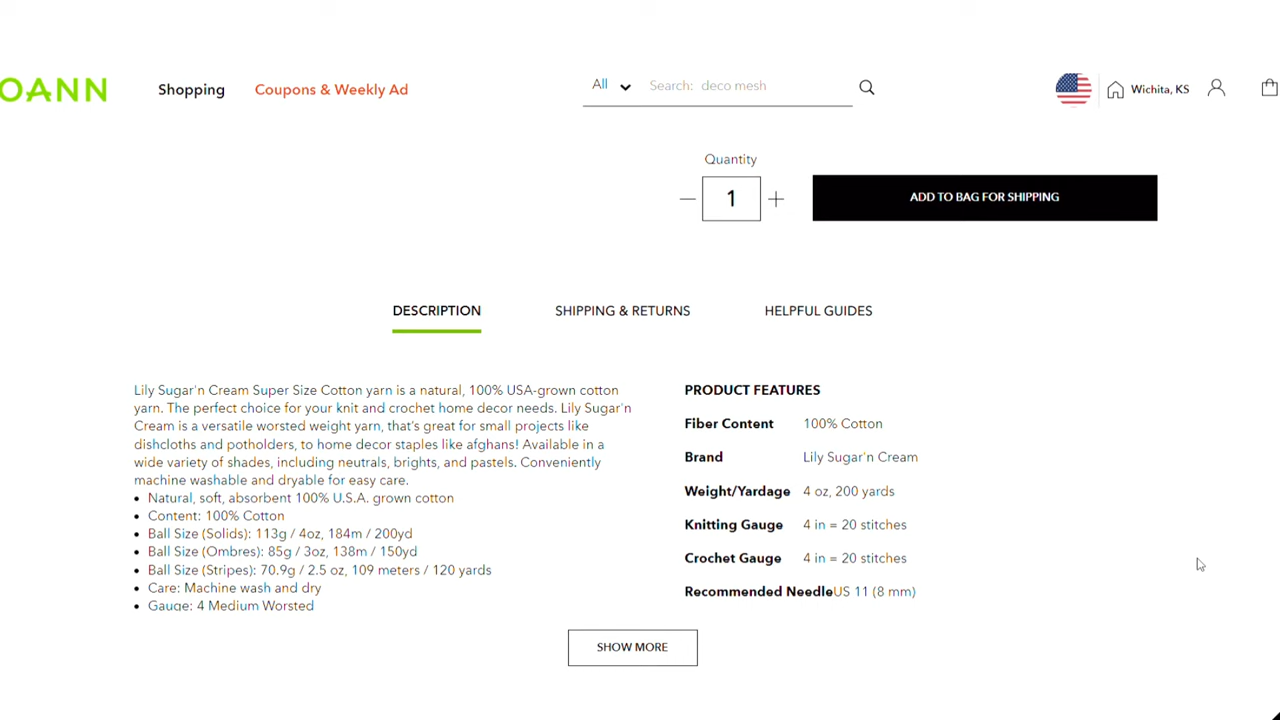 OANN
Shopping
Coupons & Weekly Ad
All
Search: deco mesh
Wichita, KS
Quantity
1
ADD TO BAG FOR SHIPPING
DESCRIPTION
SHIPPING & RETURNS
HELPFUL GUIDES
Lily Sugar'n Cream Super Size Cotton yarn is a natural, 100% USA-grown cotton
yarn. The perfect choice for your knit and crochet home decor needs. Lily Sugar'n
Cream is a versatile worsted weight yarn, that's great for small projects like
dishcloths and potholders, to home decor staples like afghans! Available in a
wide variety of shades, including neutrals, brights, and pastels. Conveniently
machine washable and dryable for easy care.
• Natural, soft, absorbent 100% U.S.A. grown cotton
• Content: 100% Cotton
• Ball Size (Solids): 113g / 4oz, 184m / 200yd
• Ball Size (Ombres): 85g / 3oz, 138m / 150yd
• Ball Size (Stripes): 70.9g / 2.5 oz, 109 meters / 120 yards
• Care: Machine wash and dry
• Gauge: 4 Medium Worsted
PRODUCT FEATURES
Fiber Content 100% Cotton
Brand Lily Sugar'n Cream
Weight/Yardage 4 oz, 200 yards
Knitting Gauge 4 in = 20 stitches
Crochet Gauge 4 in = 20 stitches
Recommended NeedleUS 11 (8 mm)
SHOW MORE